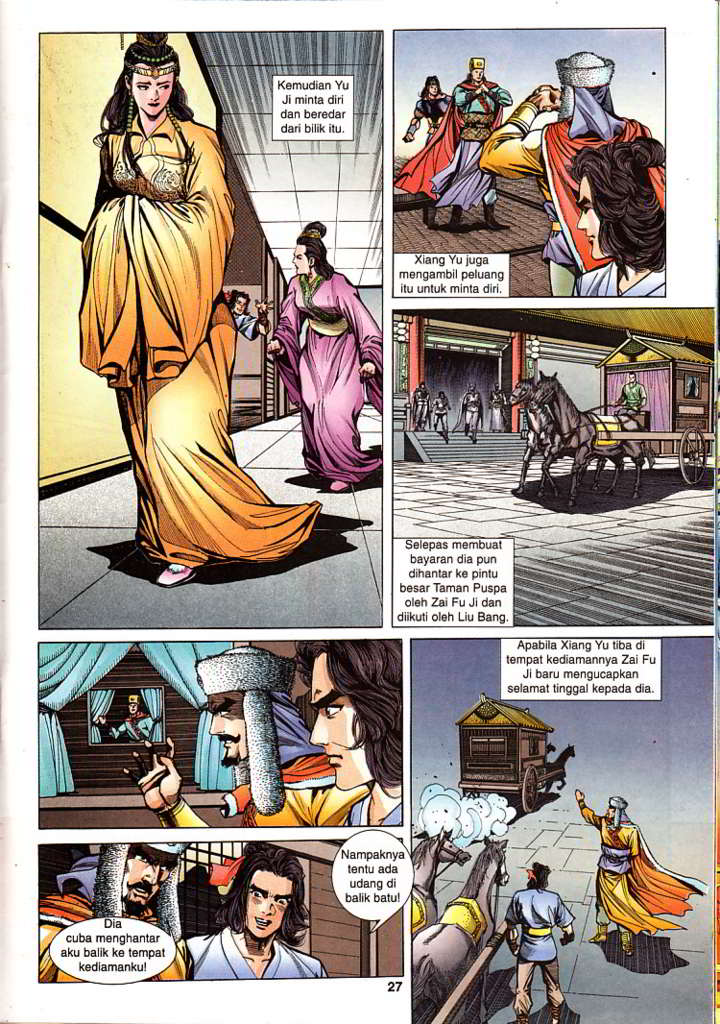 Kemudian Yu
Ji minta diri
dan beredar
dari bilik itu.
Xiang Yu juga
mengambil peluang
itu untuk minta diri.
Selepas membuat
bayaran dia pun
dihantar ke pintu
besar Taman Puspa
oleh Zai Fu Ji dan
diikuti oleh Liu Bang.
Apabila Xiang Yu tiba di
tempat kediamannya Zai Fu
Ji baru mengucapkan
selamat tinggal kepada dia.
Dia
cuba menghantar
aku balik ke tempat
kediamanku!
Nampaknya
tentu ada
udang di
balik batu!
27